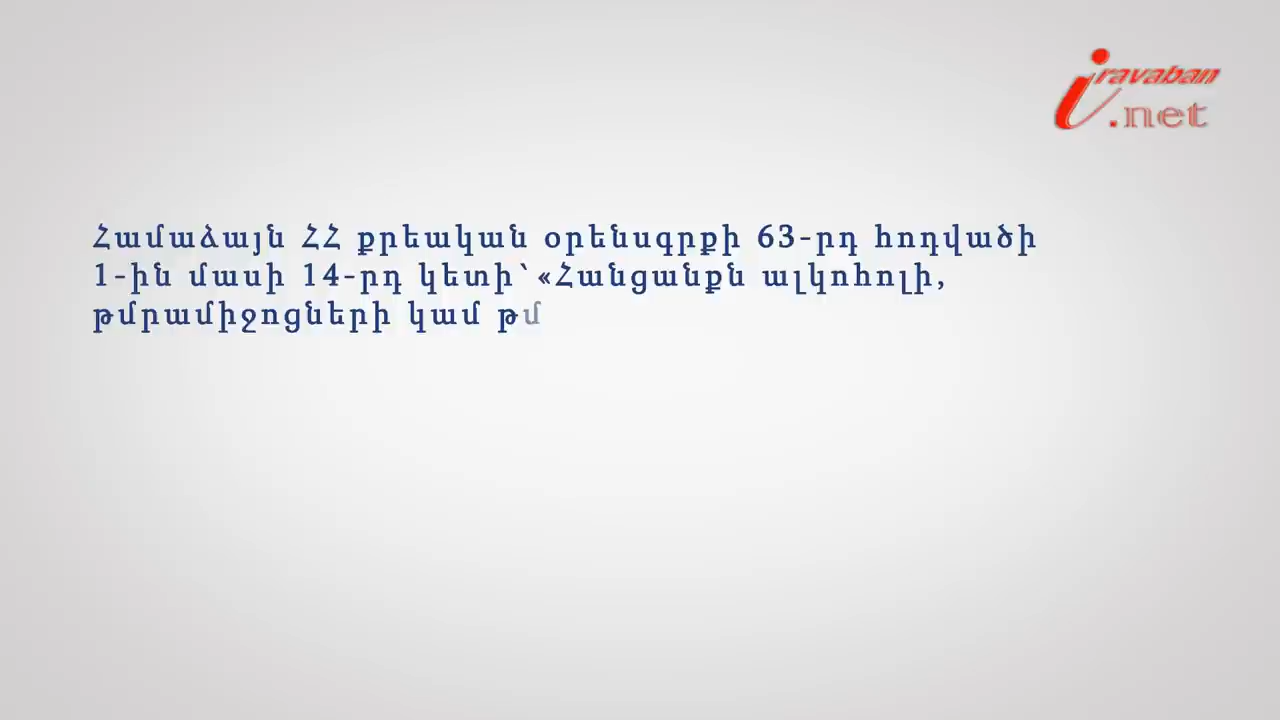 iravaban
.net
Համաձայն ՀՀ քրեական օրենսգրքի 63-րդ հոդվածի
1-ին մասի 14-րդ կետի՝ «Հանցանքն ալկոհոլի,
թմրամիջոցների կամ թմ